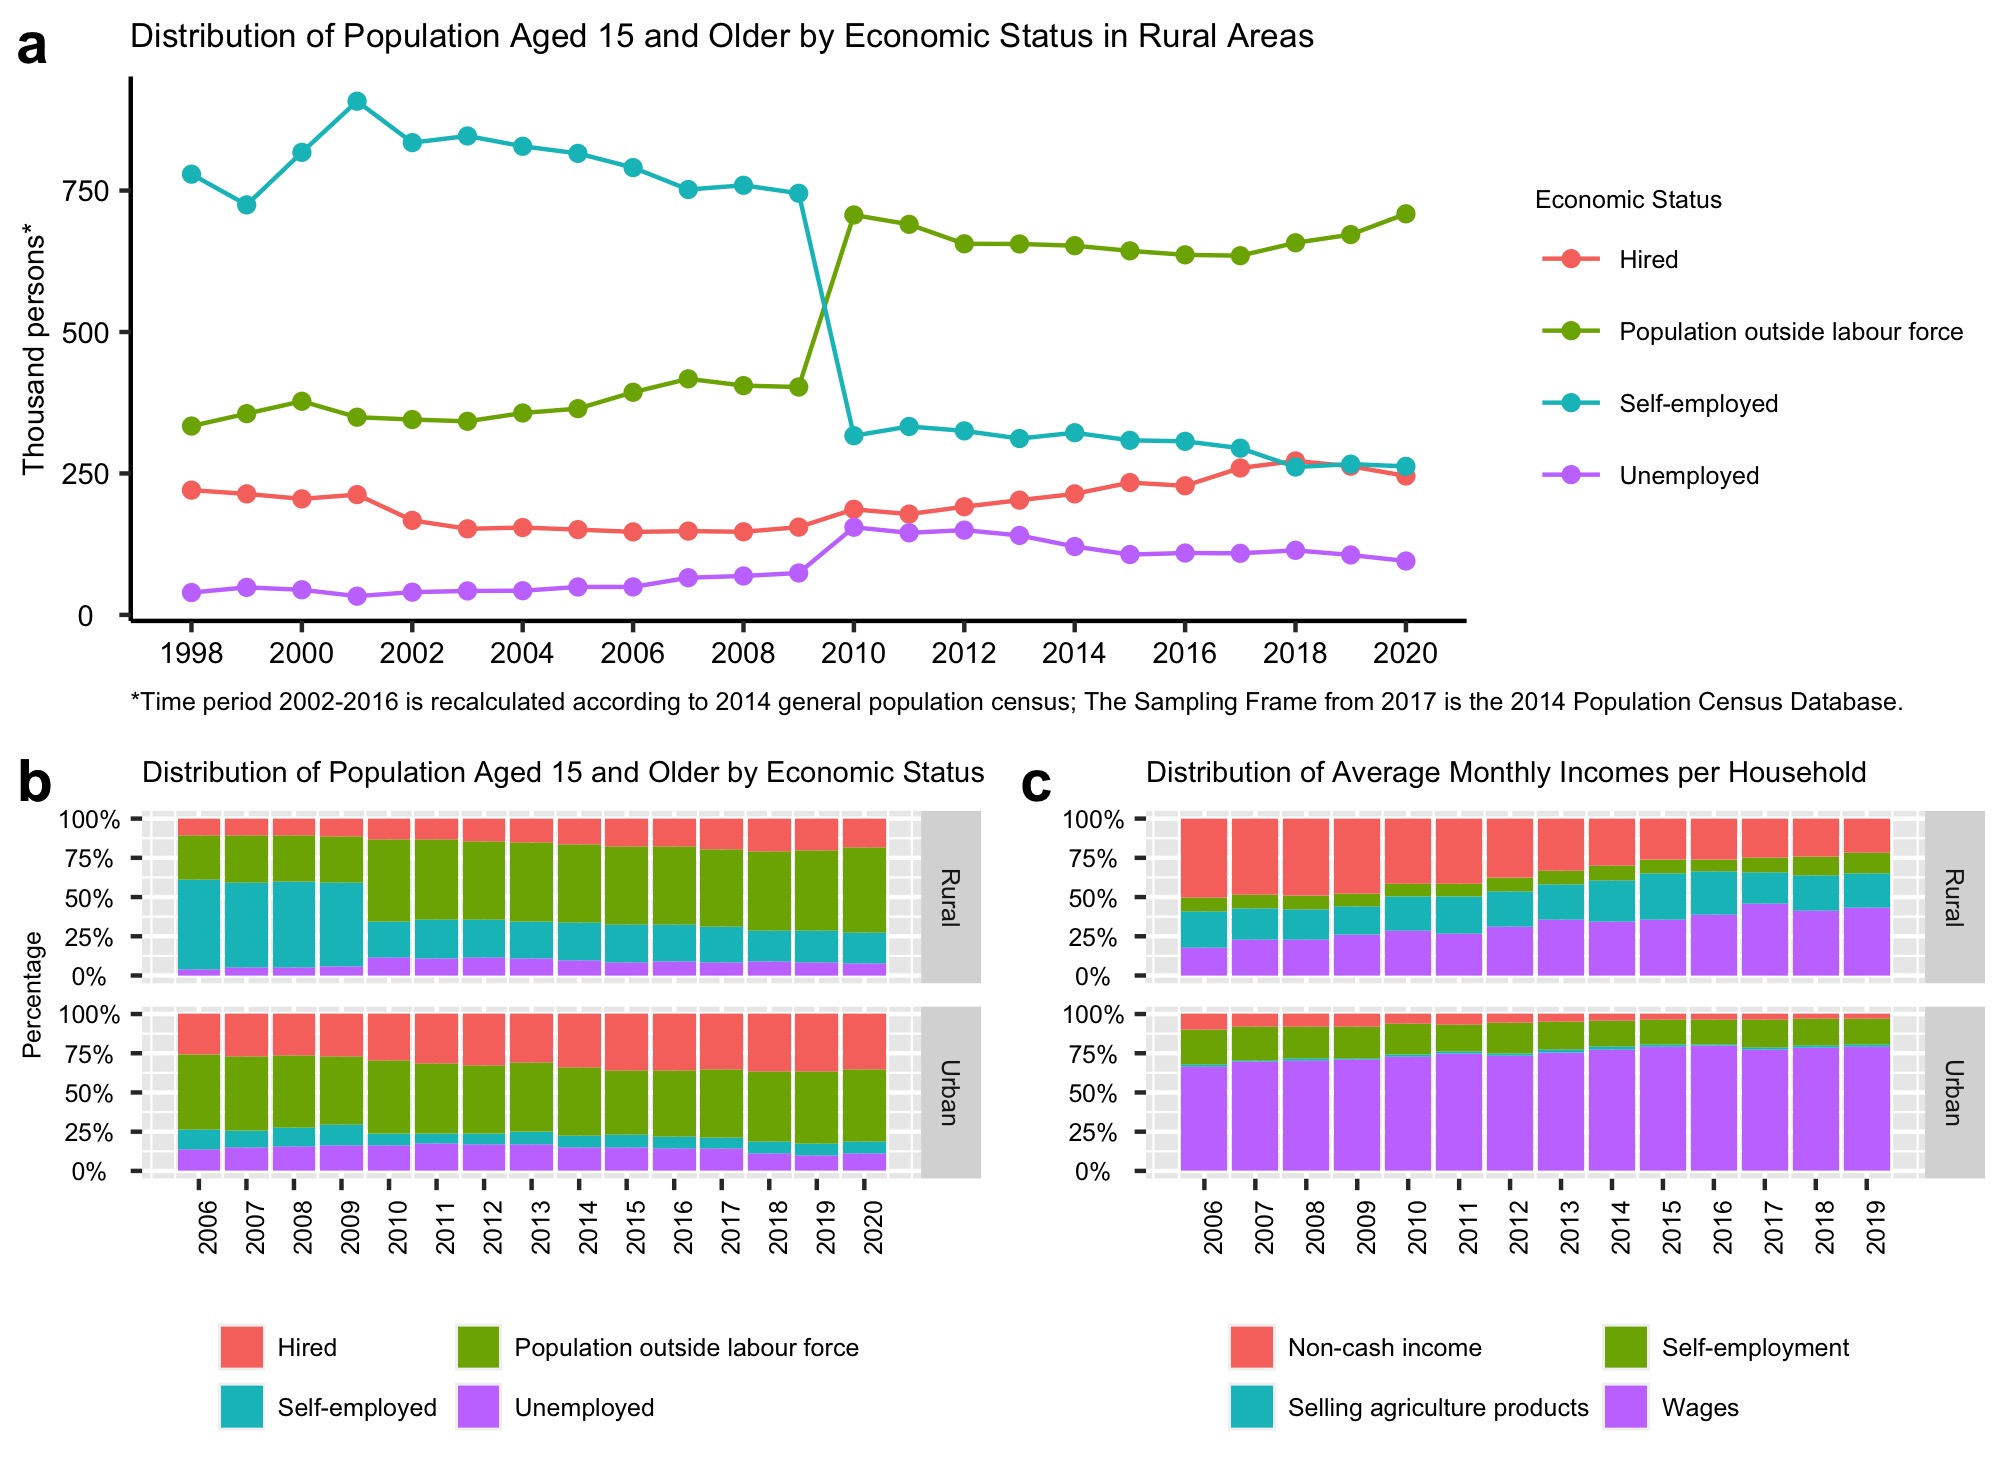 a
Distribution of Population Aged 15 and Older by Economic Status in Rural Areas
Thousand persons*
750
500
250
0
1998 2000 2002 2004 2006 2008 2010 2012 2014 2016 2018 2020
Economic Status
Hired
Population outside labour force
Self-employed
Unemployed
*Time period 2002-2016 is recalculated according to 2014 general population census; The Sampling Frame from 2017 is the 2014 Population Census Database.
b
Distribution of Population Aged 15 and Older by Economic Status
Percentage
100%
75%
50%
25%
0%
Rural
100%
75%
50%
25%
0%
Urban
2006 2007 2008 2009 2010 2011 2012 2013 2014 2015 2016 2017 2018 2019 2020
Hired
Population outside labour force
Self-employed
Unemployed
c
Distribution of Average Monthly Incomes per Household
100%
75%
50%
25%
0%
Rural
100%
75%
50%
25%
0%
Urban
2006 2007 2008 2009 2010 2011 2012 2013 2014 2015 2016 2017 2018 2019
Non-cash income
Self-employment
Selling agriculture products
Wages